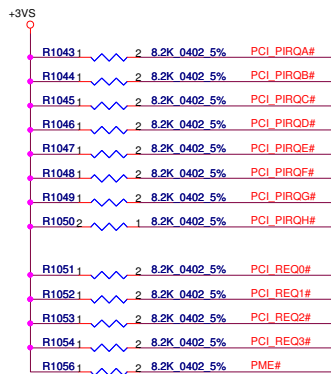 +3VS
R1043 1 2 8.2K_0402_5% PCI_PIRQA#
R1044 1 2 8.2K_0402_5% PCI_PIRQB#
R1045 1 2 8.2K_0402_5% PCI_PIRQC#
R1046 1 2 8.2K_0402_5% PCI_PIRQD#
R1047 1 2 8.2K_0402_5% PCI_PIRQE#
R1048 1 2 8.2K_0402_5% PCI_PIRQF#
R1049 1 2 8.2K_0402_5% PCI_PIRQG#
R1050 2 1 8.2K_0402_5% PCI_PIRQH#
R1051 1 2 8.2K_0402_5% PCI_REQ0#
R1052 1 2 8.2K_0402_5% PCI_REQ1#
R1053 1 2 8.2K_0402_5% PCI_REQ2#
R1054 1 2 8.2K_0402_5% PCI_REQ3#
R1056 1 2 8.2K_0402_5% PME#